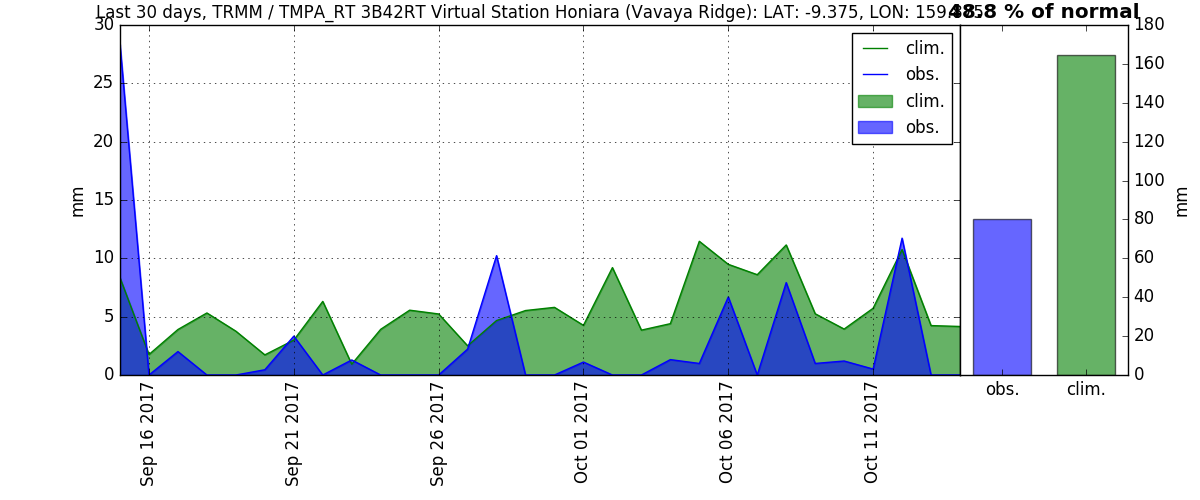 Last 30 days, TRMM / TMPA_RT 3B42RT Virtual Station Honiara (Vavaya Ridge): LAT: -9.375, LON: 159.875
48.8 % of normal
30
25
20
15
10
5
0
mm
clim.
obs.
clim.
obs.
Sep 16 2017
Sep 21 2017
Sep 26 2017
Oct 01 2017
Oct 06 2017
Oct 11 2017
180
160
140
120
100
80
60
40
20
0
mm
obs.
clim.